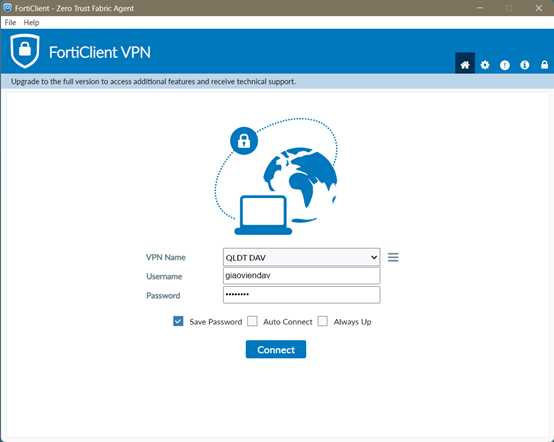 FortiClient - Zero Trust Fabric Agent
File Help
FortiClient VPN
Upgrade to the full version to access additional features and receive technical support.
VPN Name QLDT DAV
Username giaoviendav
Password ••••••••
Save Password Auto Connect Always Up
Connect